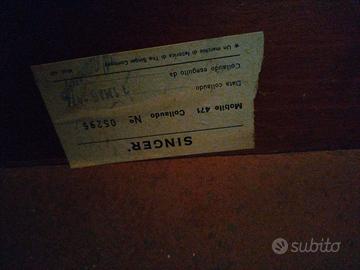 SINGER*
Mobile 471 Collaudo No 05295
Data collaudo
Collaudo eseguito da
* Un marchio di fabbrica di The Singer Company
subito